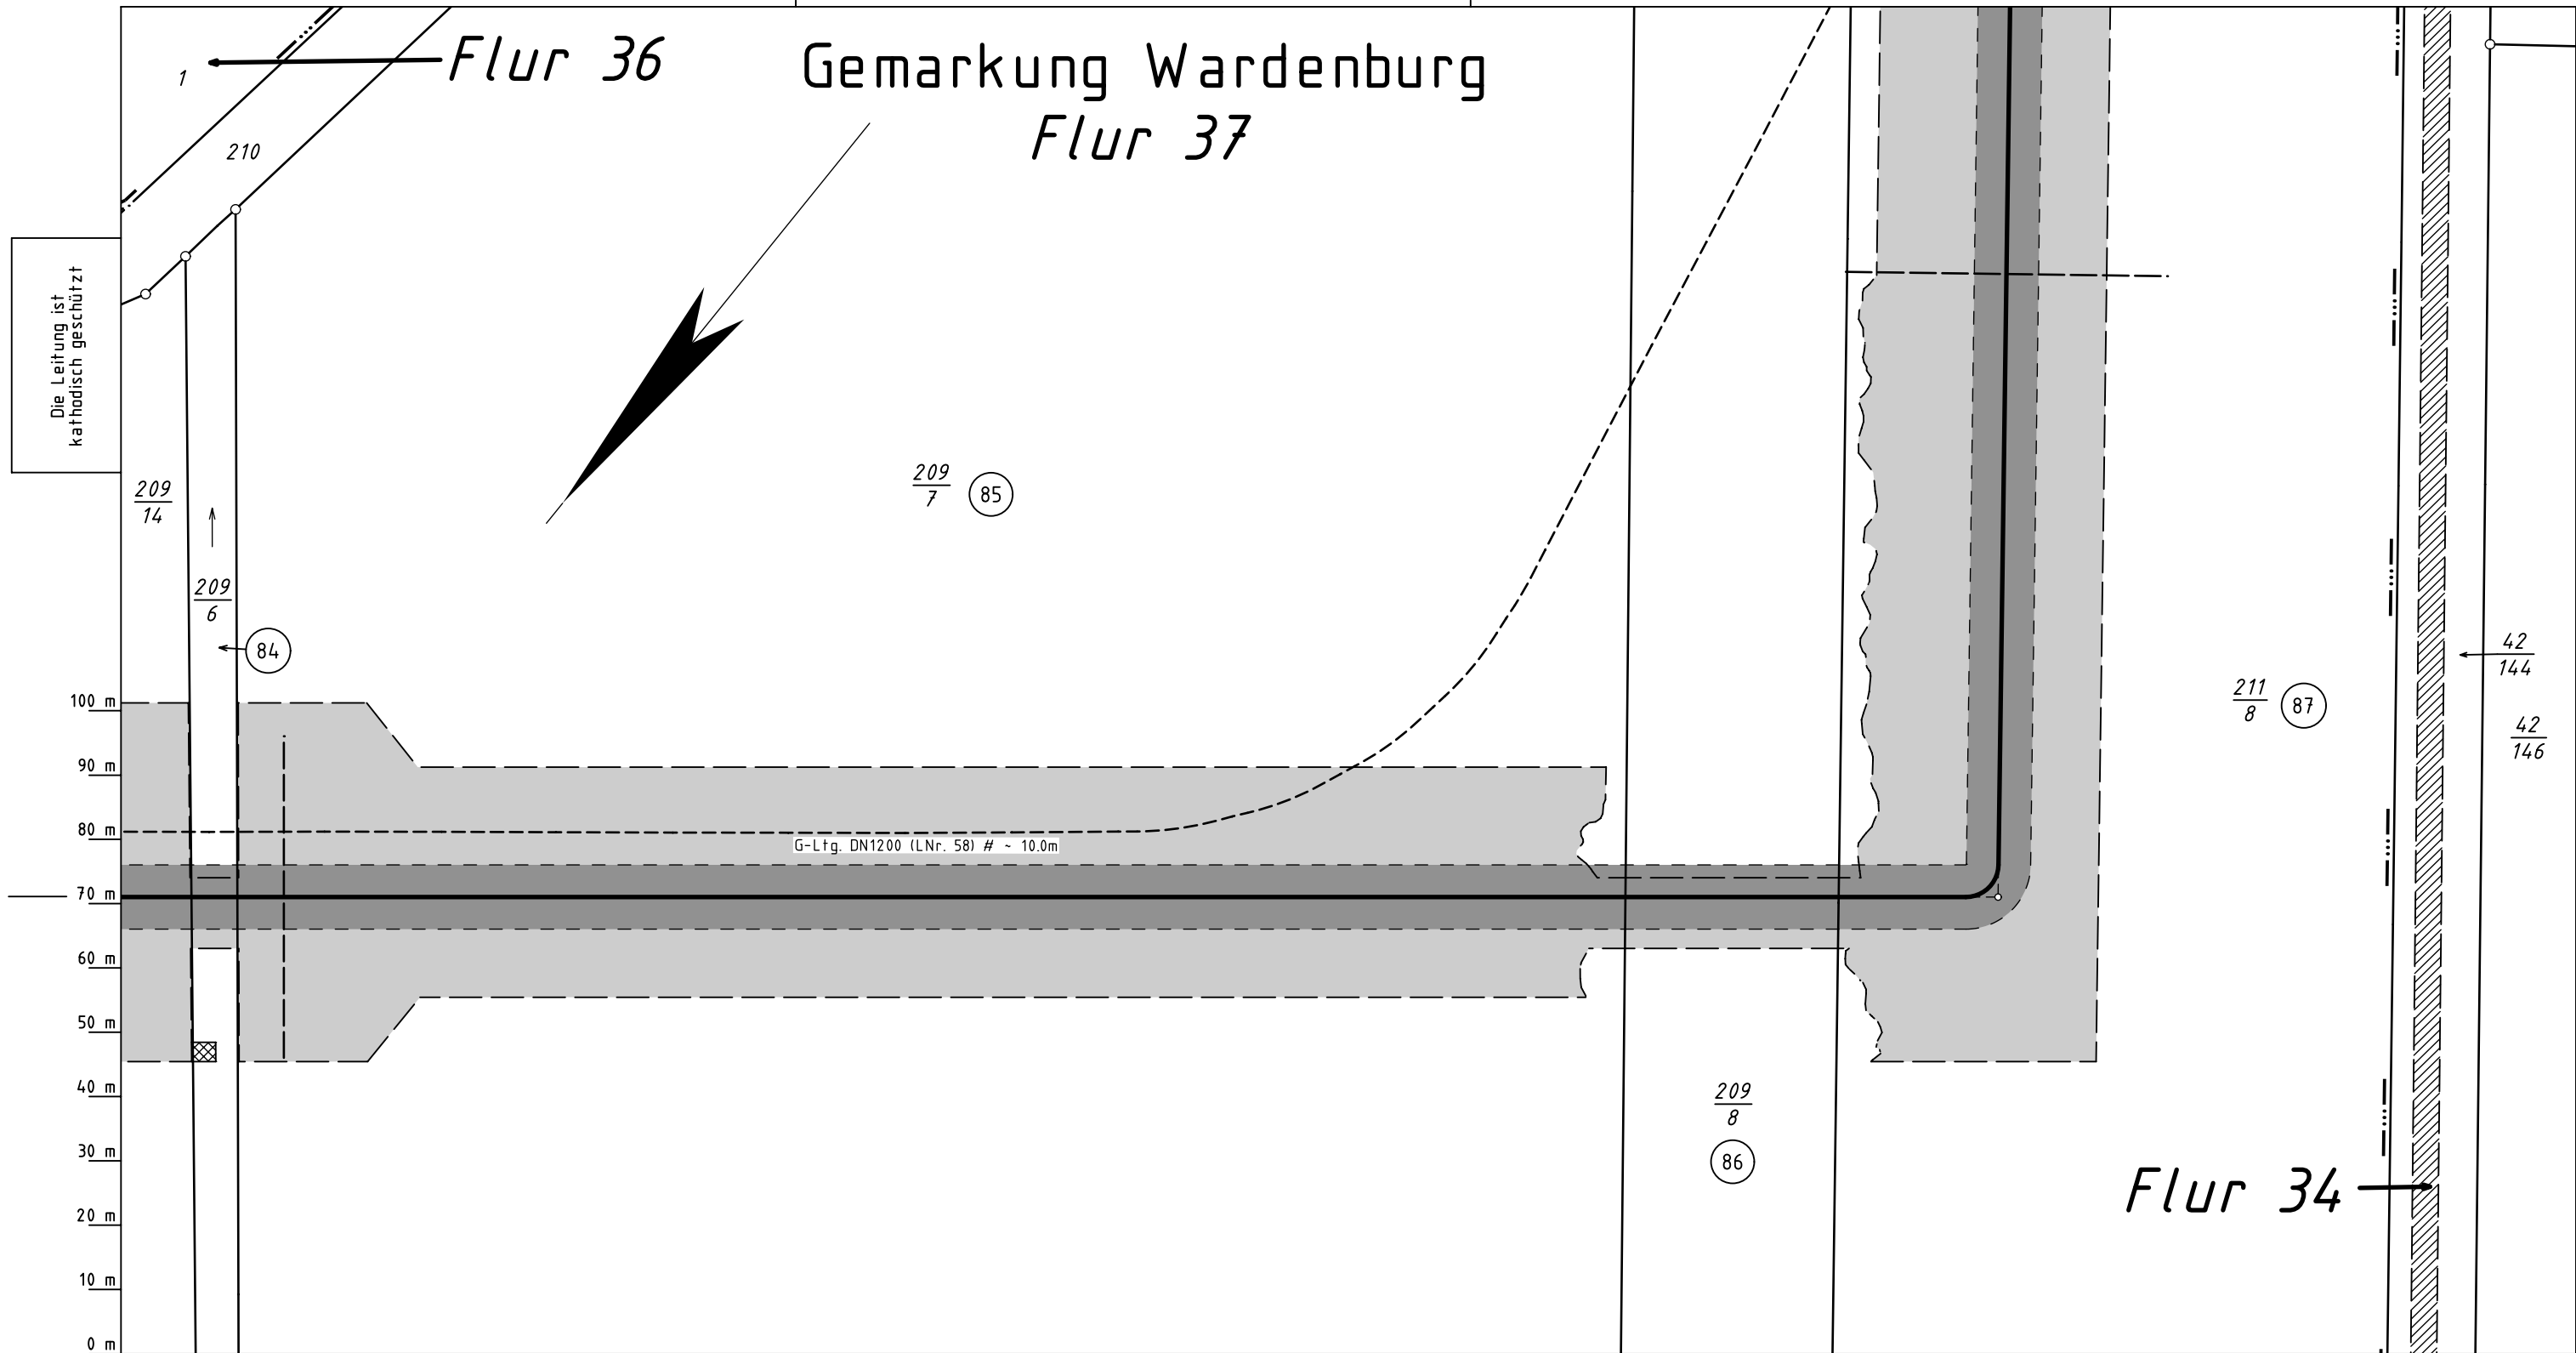 Flur 36
Gemarkung Wardenburg
Flur 37
1
210
Die Leitung ist
kathodisch geschützt
209
14
209
6
84
209
7
85
G-Ltg. DN1200 (LNr. 58) # ~ 10.0m
100 m
90 m
80 m
70 m
60 m
50 m
40 m
30 m
20 m
10 m
0 m
209
8
86
211
8
87
42
144
42
146
Flur 34